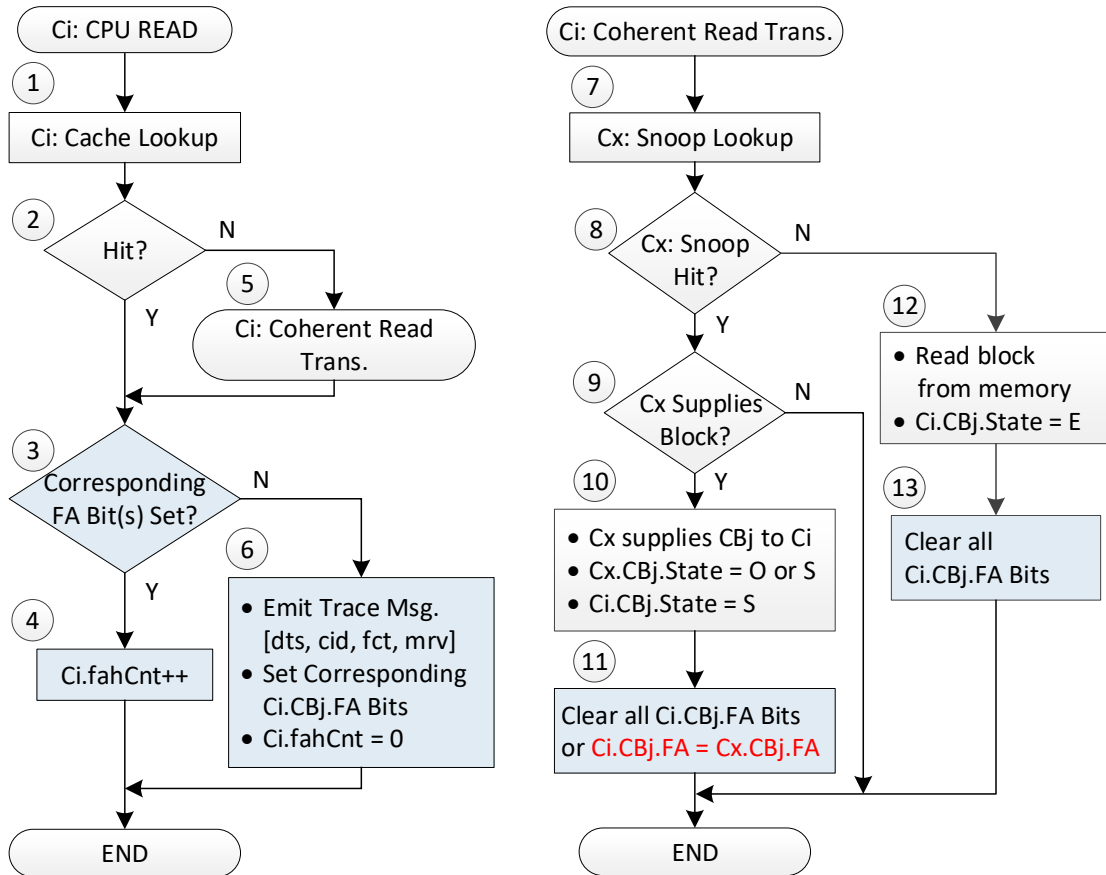 Ci: CPU READ
1
Ci: Cache Lookup
2
Hit?
N
Y
5
Ci: Coherent Read
Trans.
3
Corresponding
FA Bit(s) Set?
N
Y
4
Ci.fahCnt++
6
• Emit Trace Msg.
[dts, cid, fct, mrv]
• Set Corresponding
Ci.CBj.FA Bits
• Ci.fahCnt = 0
END
Ci: Coherent Read Trans.
7
Cx: Snoop Lookup
8
Cx: Snoop
Hit?
N
Y
9
Cx Supplies
Block?
N
Y
10
• Cx supplies CBj to Ci
• Cx.CBj.State = O or S
• Ci.CBj.State = S
11
Clear all Ci.CBj.FA Bits
or Ci.CBj.FA = Cx.CBj.FA
12
• Read block
from memory
• Ci.CBj.State = E
13
Clear all
Ci.CBj.FA Bits
END